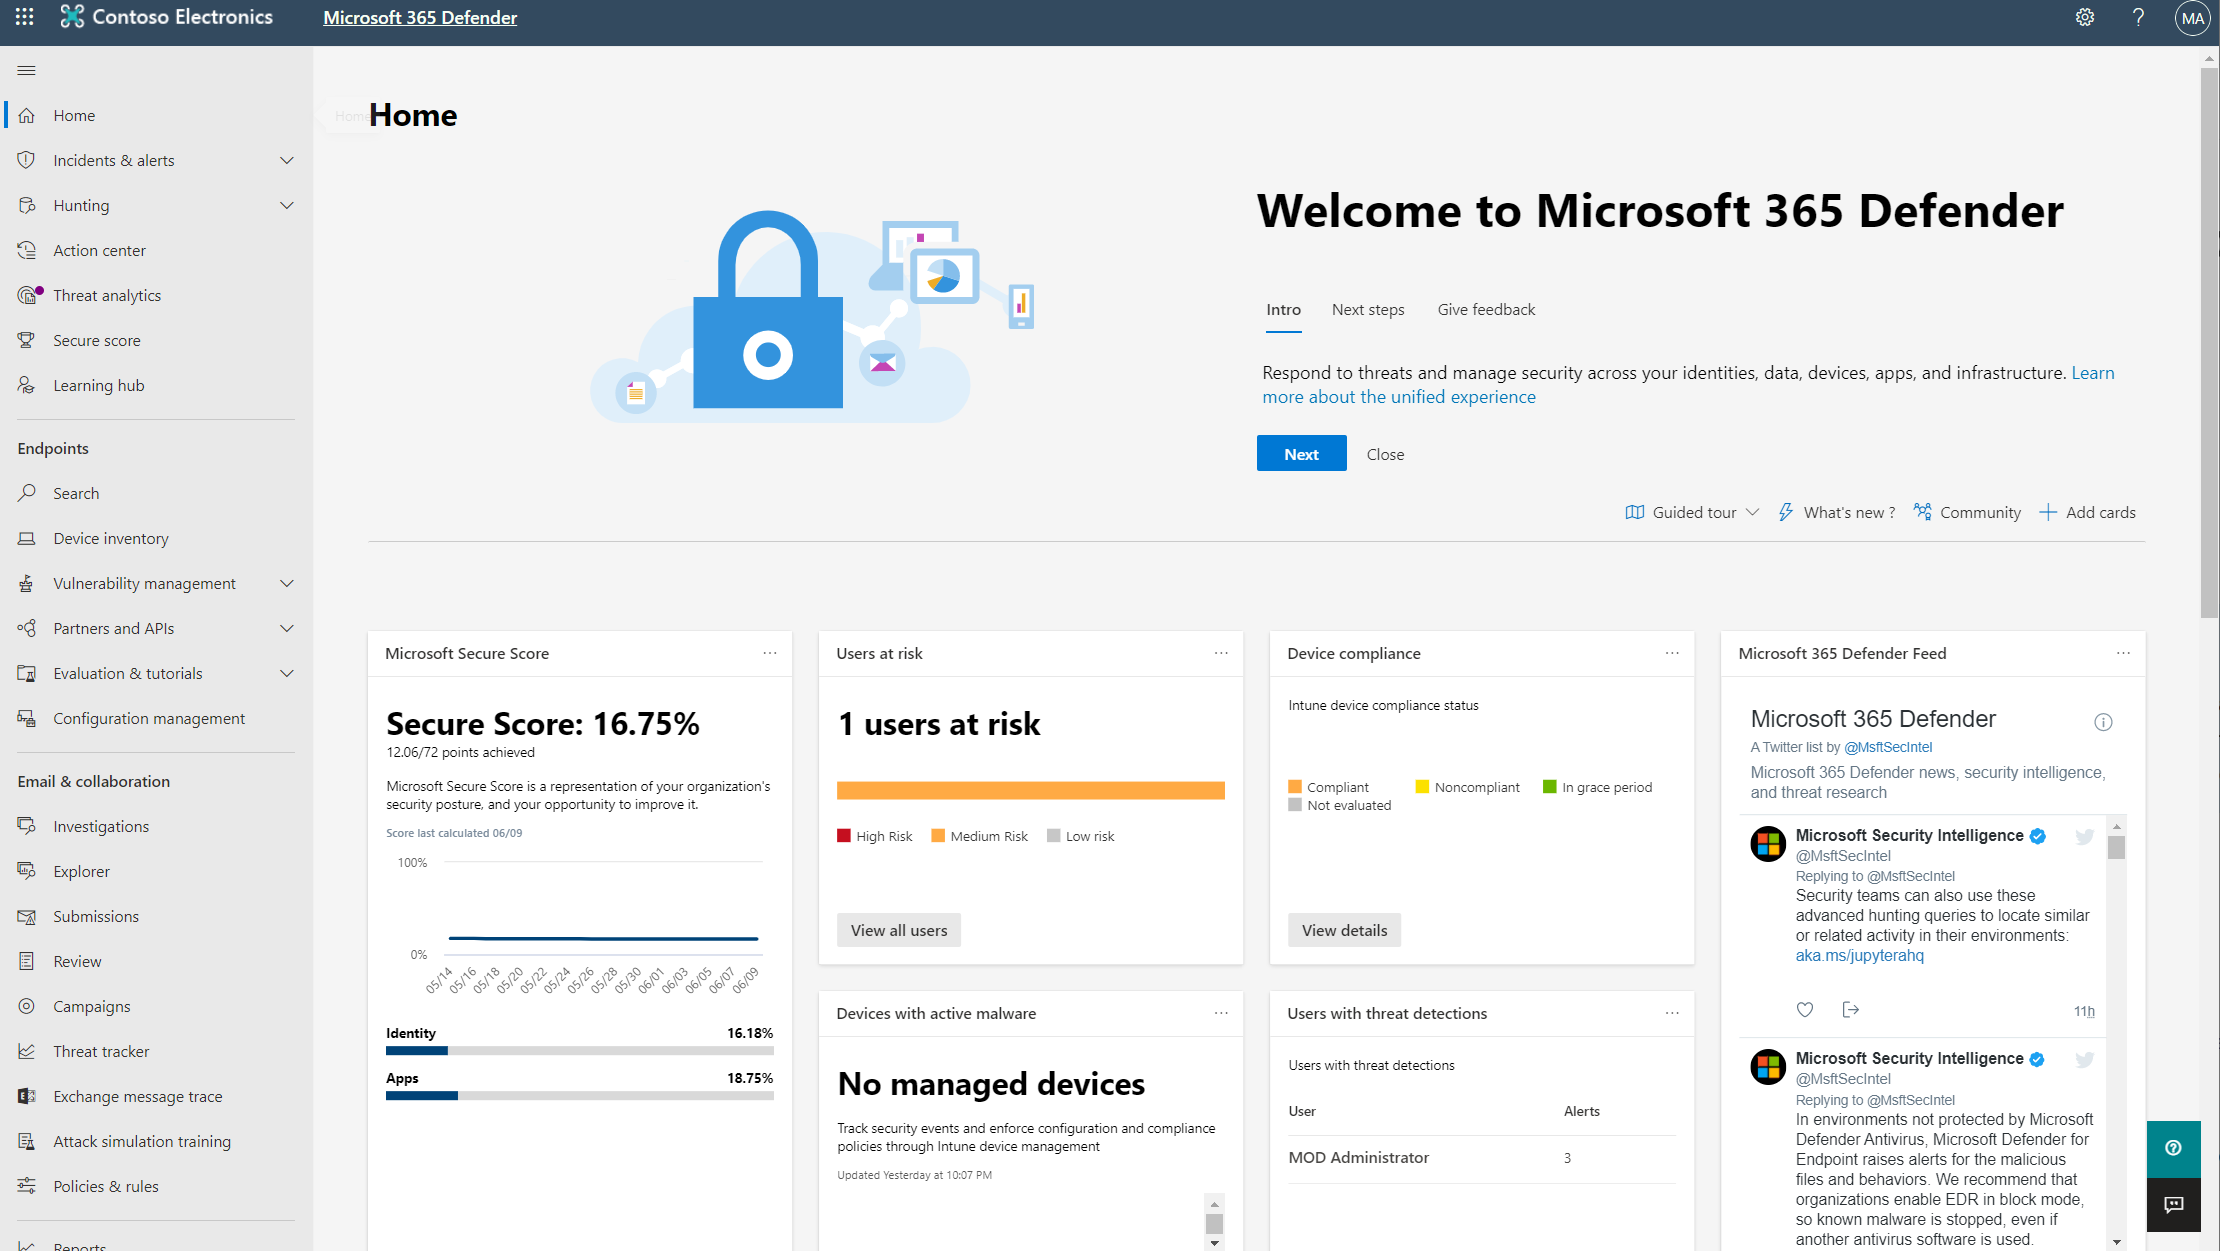 Contoso Electronics
Microsoft 365 Defender
?
MA
Home
Incidents & alerts
Hunting
Action center
Threat analytics
Secure score
Learning hub
Endpoints
Search
Device inventory
Vulnerability management
Partners and APIs
Evaluation & tutorials
Configuration management
Email & collaboration
Investigations
Explorer
Submissions
Review
Campaigns
Threat tracker
Exchange message trace
Attack simulation training
Policies & rules
Reports
Home
Home
Welcome to Microsoft 365 Defender
Intro Next steps Give feedback
Respond to threats and manage security across your identities, data, devices, apps, and infrastructure. Learn
more about the unified experience
Next Close
Guided tour What's new ? Community Add cards
Microsoft Secure Score ...
Secure Score: 16.75%
12.06/72 points achieved
Microsoft Secure Score is a representation of your organization's
security posture, and your opportunity to improve it.
Score last calculated 06/09
100%
0%
05/14 05/16 05/18 05/20 05/22 05/24 05/26 05/28 05/30 06/01 06/03 06/05 06/07 06/09
Identity 16.18%
Apps 18.75%
Users at risk ...
1 users at risk
High Risk Medium Risk Low risk
View all users
Devices with active malware ...
No managed devices
Track security events and enforce configuration and compliance
policies through Intune device management
Updated Yesterday at 10:07 PM
Device compliance ...
Intune device compliance status
Compliant Noncompliant In grace period
Not evaluated
View details
Users with threat detections ...
Users with threat detections
User Alerts
MOD Administrator 3
Microsoft 365 Defender Feed ...
Microsoft 365 Defender
A Twitter list by @MsftSecIntel
Microsoft 365 Defender news, security intelligence,
and threat research
Microsoft Security Intelligence
@MsftSecIntel
Replying to @MsftSecIntel
Security teams can also use these
advanced hunting queries to locate similar
or related activity in their environments:
aka.ms/jupyterahq
11h
Microsoft Security Intelligence
@MsftSecIntel
Replying to @MsftSecIntel
In environments not protected by Microsoft
Defender Antivirus, Microsoft Defender for
Endpoint raises alerts for the malicious
files and behaviors. We recommend that
organizations enable EDR in block mode,
so known malware is stopped, even if
another antivirus software is used.